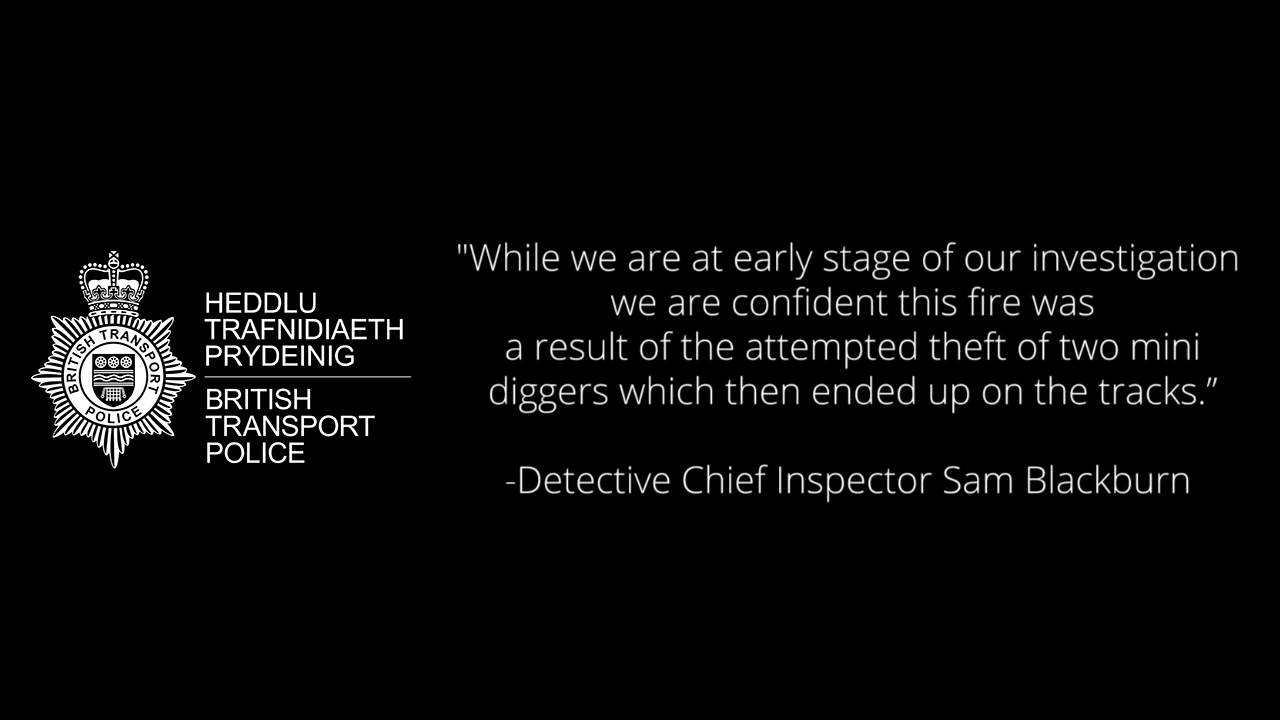 BRITISH TRANSPORT
POLICE
HEDDLU
TRAFNIDIAETH
PRYDEINIG
BRITISH
TRANSPORT
POLICE
"While we are at early stage of our investigation
we are confident this fire was
a result of the attempted theft of two mini
diggers which then ended up on the tracks.”
-Detective Chief Inspector Sam Blackburn